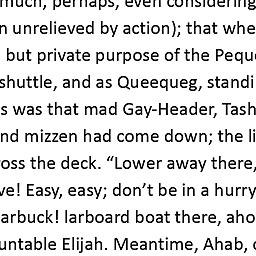 much, perhaps, even considering
n unrelieved by action); that whe
but private purpose of the Pequ
shuttle, and as Queequeg, standi
s was that mad Gay-Header, Tash
nd mizzen had come down; the li
oss the deck. “Lower away there,
ve! Easy, easy; don’t be in a hurry
arbuck! larboard boat there, aho
untable Elijah. Meantime, Ahab,